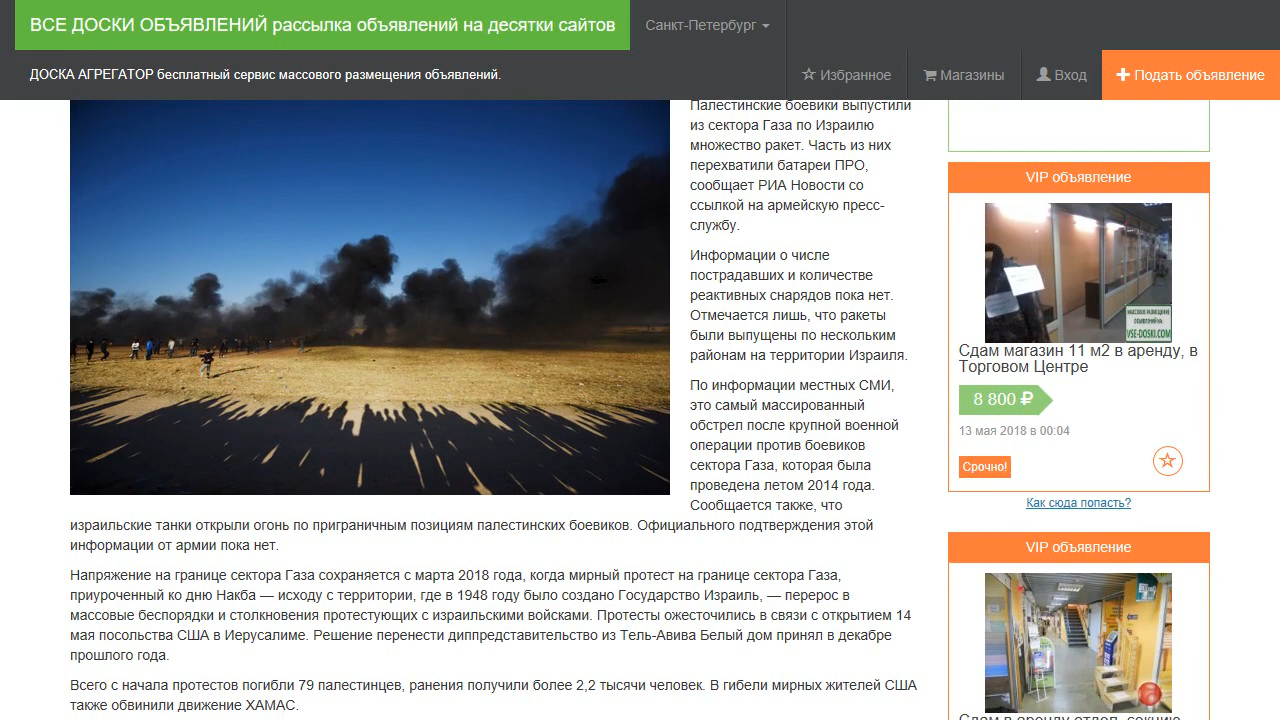 ВСЕ ДОСКИ ОБЪЯВЛЕНИЙ рассылка объявлений на десятки сайтов
Санкт-Петербург
ДОСКА АГРЕГАТОР бесплатный сервис массового размещения объявлений.
Избранное
Магазины
Вход
Подать объявление
Палестинские боевики выпустили
из сектора Газа по Израилю
множество ракет. Часть из них
перехватили батареи ПРО,
сообщает РИА Новости со
ссылкой на армейскую пресс-
службу.
Информации о числе
пострадавших и количестве
реактивных снарядов пока нет.
Отмечается лишь, что ракеты
были выпущены по нескольким
районам на территории Израиля.
По информации местных СМИ,
это самый массированный
обстрел после крупной военной
операции против боевиков
сектора Газа, которая была
проведена летом 2014 года.
Сообщается также, что
израильские танки открыли огонь по приграничным позициям палестинских боевиков. Официального подтверждения этой
информации от армии пока нет.
Напряжение на границе сектора Газа сохраняется с марта 2018 года, когда мирный протест на границе сектора Газа,
приуроченный ко дню Накба — исходу с территории, где в 1948 году было создано Государство Израиль, — перерос в
массовые беспорядки и столкновения протестующих с израильскими войсками. Протесты ожесточились в связи с открытием 14
мая посольства США в Иерусалиме. Решение перенести диппредставительство из Тель-Авива Белый дом принял в декабре
прошлого года.
Всего с начала протестов погибли 79 палестинцев, ранения получили более 2,2 тысячи человек. В гибели мирных жителей США
также обвинили движение ХАМАС.
VIP объявление
МАССОВОЕ РАЗМЕЩЕНИЕ
ОБЪЯВЛЕНИЙ НА
VSE-DOSKI.COM
Сдам магазин 11 м2 в аренду, в
Торговом Центре
8 800 ₽
13 мая 2018 в 00:04
Срочно!
Как сюда попасть?
VIP объявление
Сдам в аренду отдел, секцию